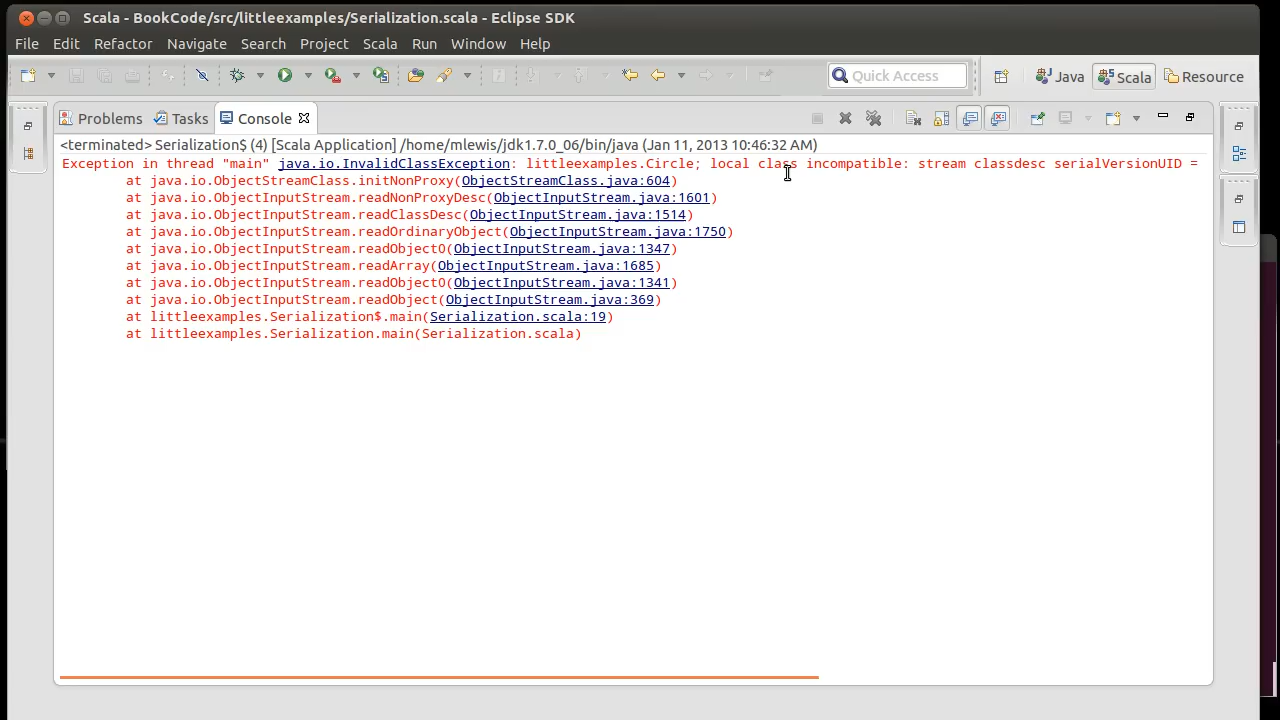 Scala - BookCode/src/littleexamples/Serialization.scala - Eclipse SDK
File Edit Refactor Navigate Search Project Scala Run Window Help
Quick Access Java Scala Resource
Problems Tasks Console
<terminated> Serialization$ (4) [Scala Application] /home/mlewis/jdk1.7.0_06/bin/java (Jan 11, 2013 10:46:32 AM)
Exception in thread "main" java.io.InvalidClassException: littleexamples.Circle; local class incompatible: stream classdesc serialVersionUID =
at java.io.ObjectStreamClass.initNonProxy(ObjectStreamClass.java:604)
at java.io.ObjectInputStream.readNonProxyDesc(ObjectInputStream.java:1601)
at java.io.ObjectInputStream.readClassDesc(ObjectInputStream.java:1514)
at java.io.ObjectInputStream.readOrdinaryObject(ObjectInputStream.java:1750)
at java.io.ObjectInputStream.readObject0(ObjectInputStream.java:1347)
at java.io.ObjectInputStream.readArray(ObjectInputStream.java:1685)
at java.io.ObjectInputStream.readObject0(ObjectInputStream.java:1341)
at java.io.ObjectInputStream.readObject(ObjectInputStream.java:369)
at littleexamples.Serialization$.main(Serialization.scala:19)
at littleexamples.Serialization.main(Serialization.scala)